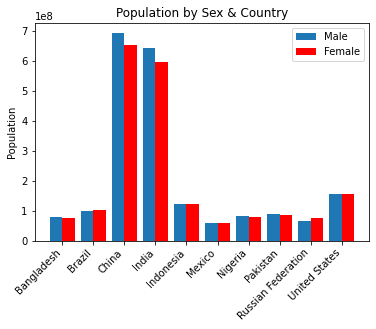 Population by Sex & Country
1e8
Male
Female
7
6
5
4
3
2
1
0
Population
Bangladesh
Brazil
China
India
Indonesia
Mexico
Nigeria
Pakistan
Russian Federation
United States